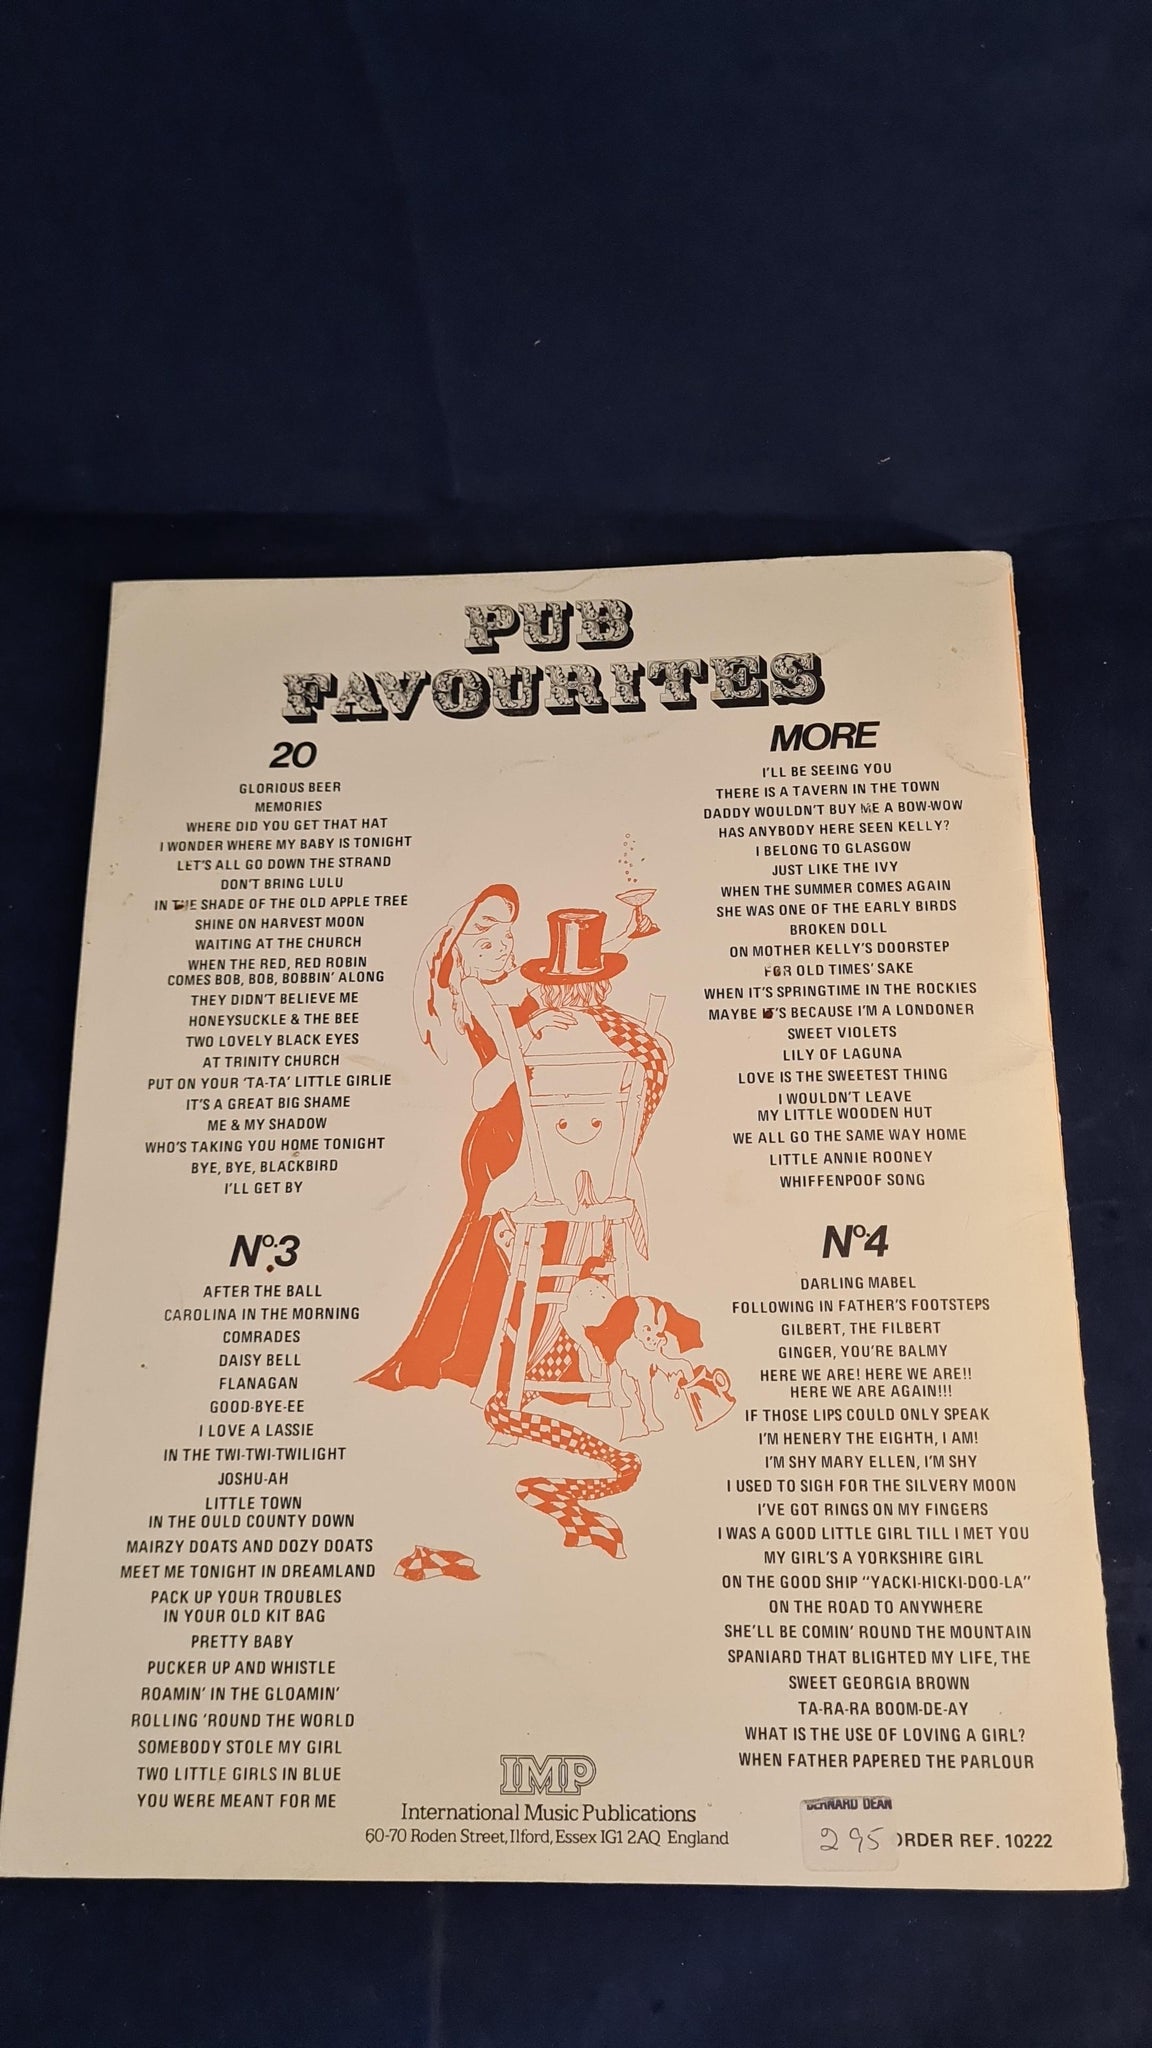 PUB
FAVOURITES
20
GLORIOUS BEER
MEMORIES
WHERE DID YOU GET THAT HAT
I WONDER WHERE MY BABY IS TONIGHT
LET'S ALL GO DOWN THE STRAND
DON'T BRING LULU
IN THE SHADE OF THE OLD APPLE TREE
SHINE ON HARVEST MOON
WAITING AT THE CHURCH
WHEN THE RED, RED ROBIN
COMES BOB, BOB, BOBBIN' ALONG
THEY DIDN'T BELIEVE ME
HONEYSUCKLE & THE BEE
TWO LOVELY BLACK EYES
AT TRINITY CHURCH
PUT ON YOUR 'TA-TA' LITTLE GIRLIE
IT'S A GREAT BIG SHAME
ME & MY SHADOW
WHO'S TAKING YOU HOME TONIGHT
BYE, BYE, BLACKBIRD
I'LL GET BY
MORE
I'LL BE SEEING YOU
THERE IS A TAVERN IN THE TOWN
DADDY WOULDN'T BUY ME A BOW-WOW
HAS ANYBODY HERE SEEN KELLY?
I BELONG TO GLASGOW
JUST LIKE THE IVY
WHEN THE SUMMER COMES AGAIN
SHE WAS ONE OF THE EARLY BIRDS
BROKEN DOLL
ON MOTHER KELLY'S DOORSTEP
FOR OLD TIMES' SAKE
WHEN IT'S SPRINGTIME IN THE ROCKIES
MAYBE IT'S BECAUSE I'M A LONDONER
SWEET VIOLETS
LILY OF LAGUNA
LOVE IS THE SWEETEST THING
I WOULDN'T LEAVE
MY LITTLE WOODEN HUT
WE ALL GO THE SAME WAY HOME
LITTLE ANNIE ROONEY
WHIFFENPOOF SONG
No.3
AFTER THE BALL
CAROLINA IN THE MORNING
COMRADES
DAISY BELL
FLANAGAN
GOOD-BYE-EE
I LOVE A LASSIE
IN THE TWI-TWI-TWILIGHT
JOSHU-AH
LITTLE TOWN
IN THE OULD COUNTY DOWN
MAIRZY DOATS AND DOZY DOATS
MEET ME TONIGHT IN DREAMLAND
PACK UP YOUR TROUBLES
IN YOUR OLD KIT BAG
PRETTY BABY
PUCKER UP AND WHISTLE
ROAMIN' IN THE GLOAMIN'
ROLLING 'ROUND THE WORLD
SOMEBODY STOLE MY GIRL
TWO LITTLE GIRLS IN BLUE
YOU WERE MEANT FOR ME
No.4
DARLING MABEL
FOLLOWING IN FATHER'S FOOTSTEPS
GILBERT, THE FILBERT
GINGER, YOU'RE BALMY
HERE WE ARE! HERE WE ARE!!
HERE WE ARE AGAIN!!!
IF THOSE LIPS COULD ONLY SPEAK
I'M HENERY THE EIGHTH, I AM!
I'M SHY MARY ELLEN, I'M SHY
I USED TO SIGH FOR THE SILVERY MOON
I'VE GOT RINGS ON MY FINGERS
I WAS A GOOD LITTLE GIRL TILL I MET YOU
MY GIRL'S A YORKSHIRE GIRL
ON THE GOOD SHIP "YACKI-HICKI-DOO-LA"
ON THE ROAD TO ANYWHERE
SHE'LL BE COMIN' ROUND THE MOUNTAIN
SPANIARD THAT BLIGHTED MY LIFE, THE
SWEET GEORGIA BROWN
TA-RA-RA BOOM-DE-AY
WHAT IS THE USE OF LOVING A GIRL?
WHEN FATHER PAPERED THE PARLOUR
IMP
International Music Publications
60-70 Roden Street, Ilford, Essex IG1 2AQ England
BERNARD DEAN
295
ORDER REF. 10222